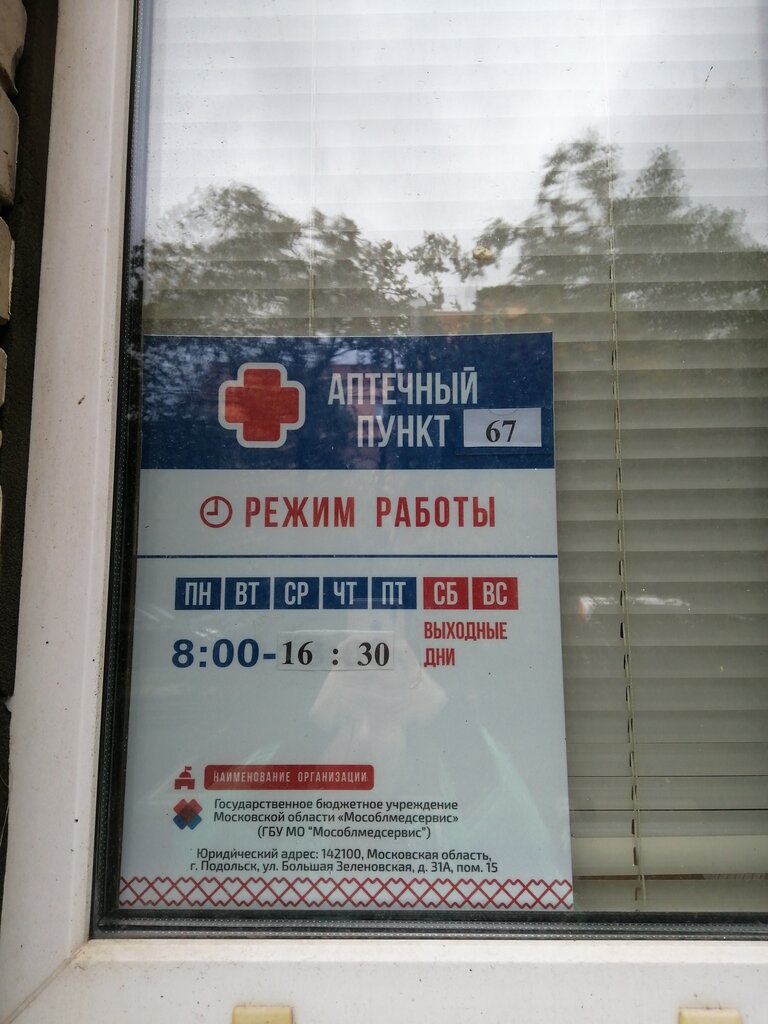 АПТЕЧНЫЙ
ПУНКТ 67
РЕЖИМ РАБОТЫ
ПН ВТ СР ЧТ ПТ СБ ВС
8:00-16 : 30 ВЫХОДНЫЕ
ДНИ
НАИМЕНОВАНИЕ ОРГАНИЗАЦИИ
Государственное бюджетное учреждение
Московской области «Мособлмедсервис»
(ГБУ МО "Мособлмедсервис")
Юридический адрес: 142100, Московская область,
г. Подольск, ул. Большая Зеленовская, д. 31А, пом. 15